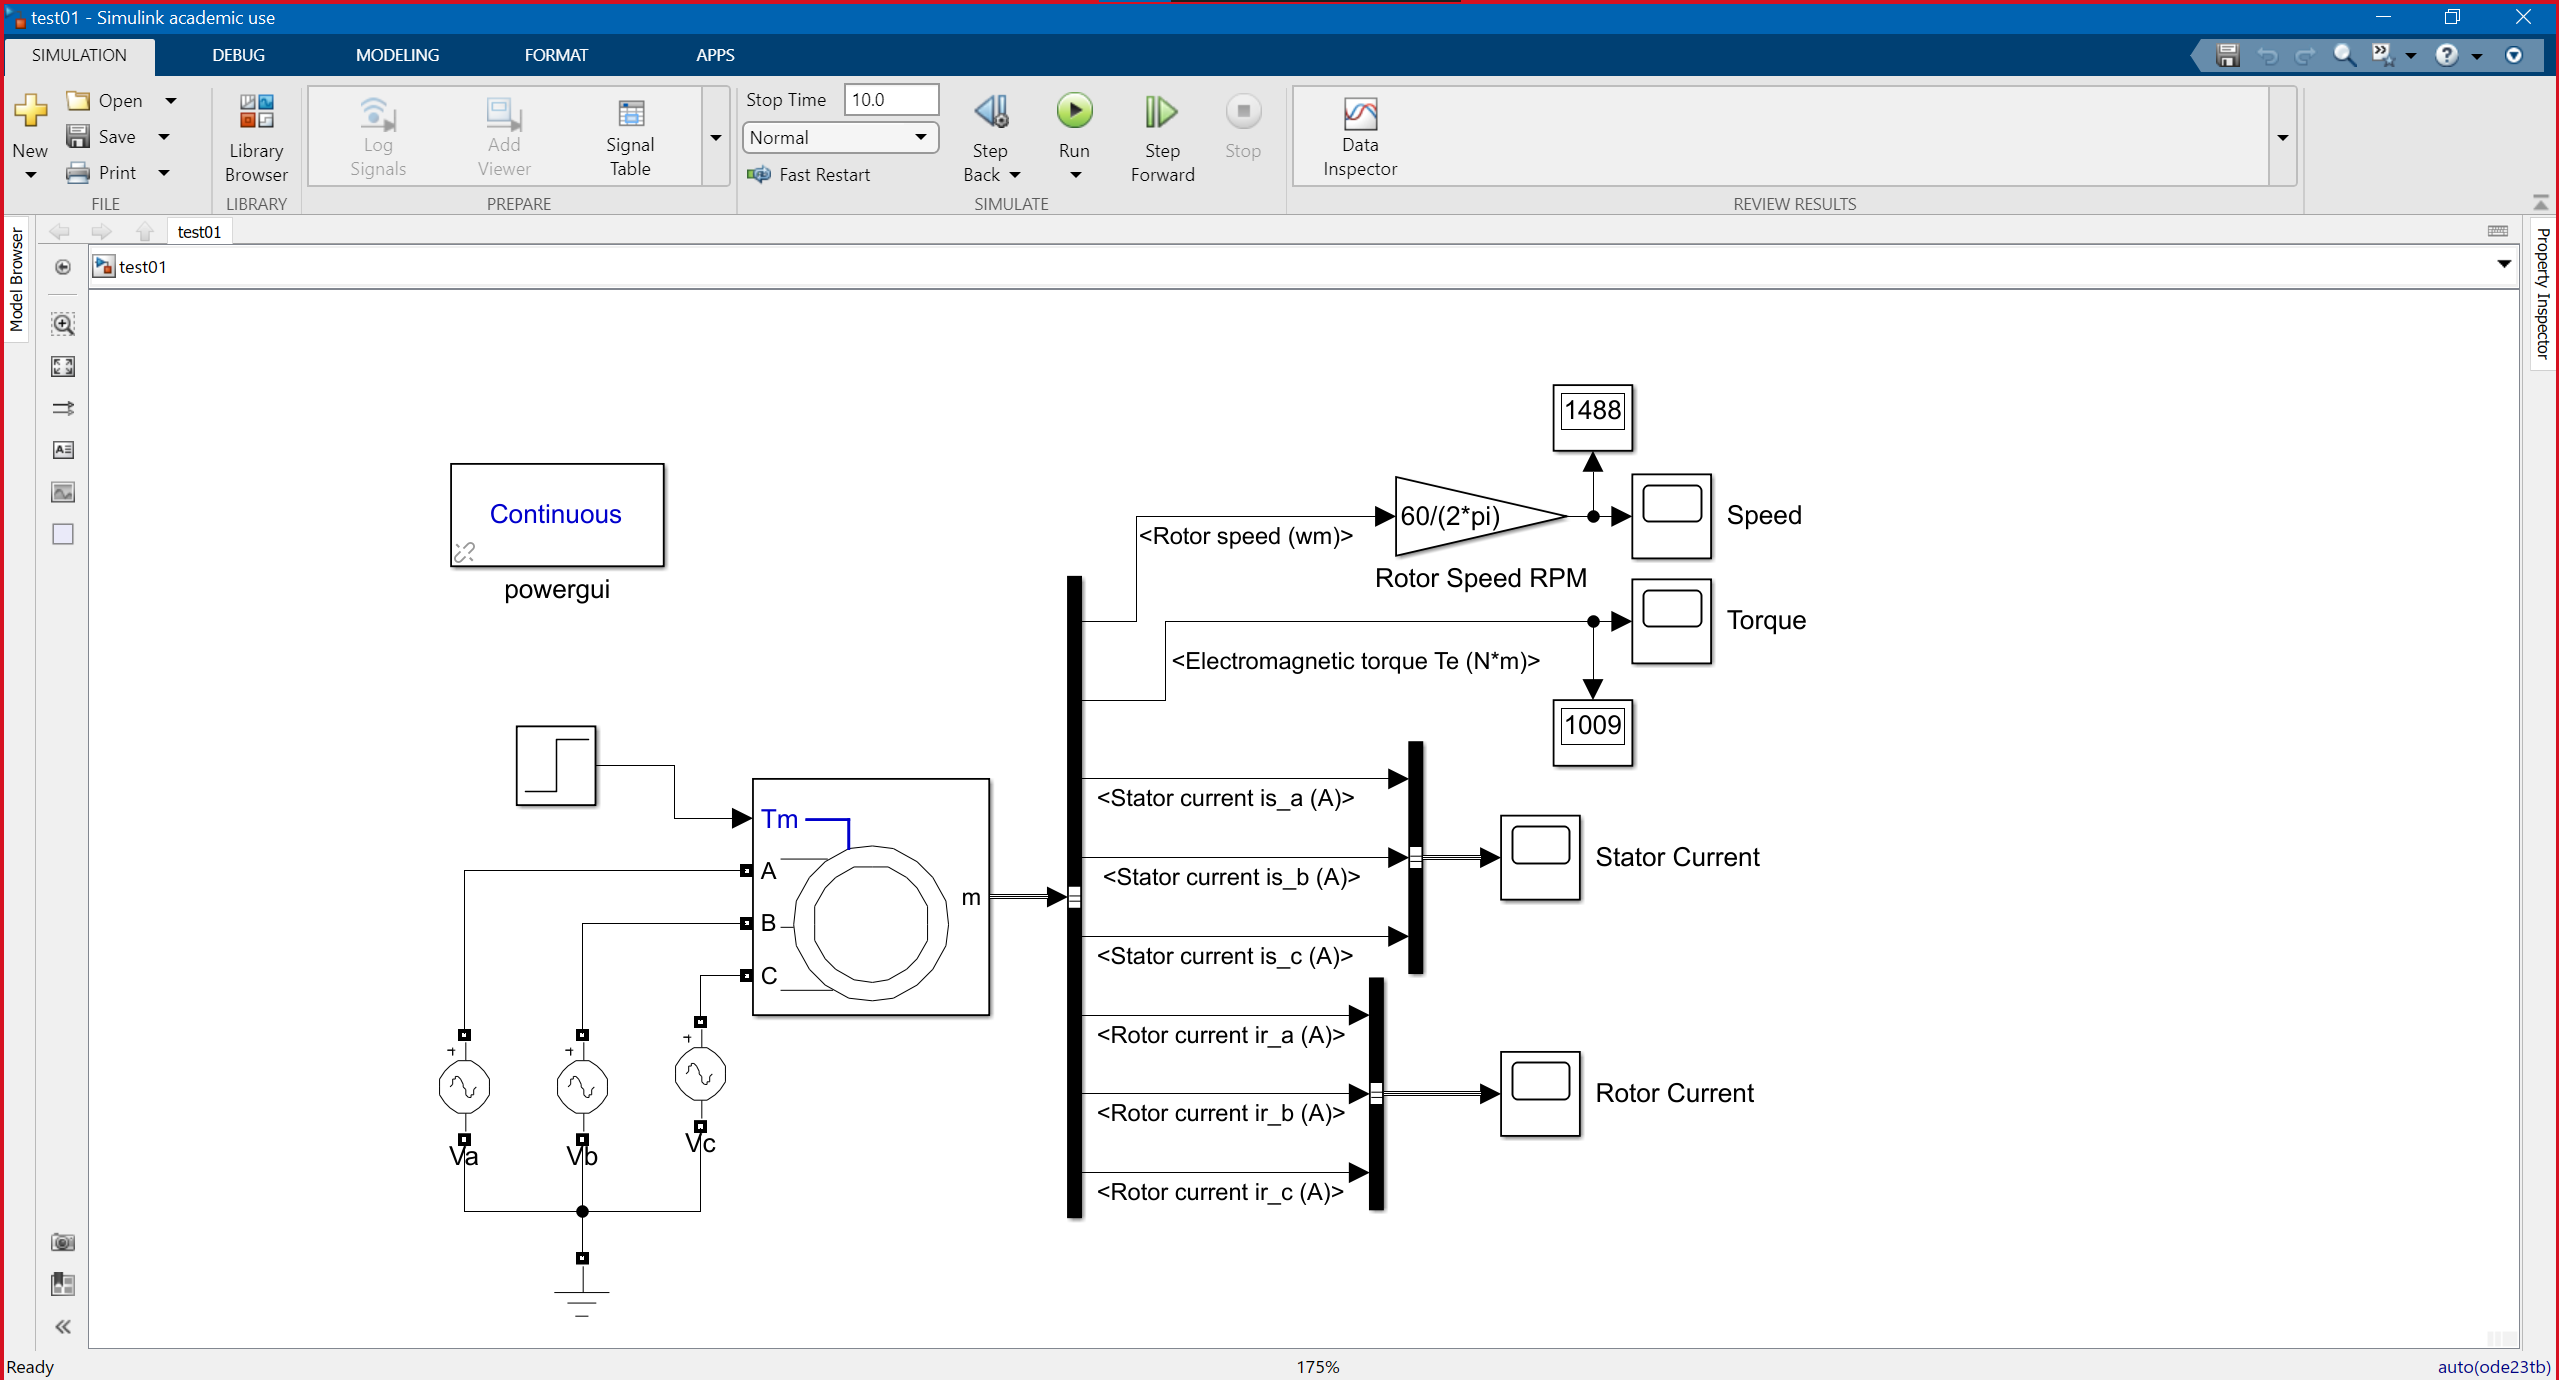 test01 - Simulink academic use
SIMULATION
DEBUG
MODELING
FORMAT
APPS
New
Open
Save
Print
FILE
Library
Browser
LIBRARY
Log
Signals
Add
Viewer
Signal
Table
PREPARE
Stop Time 10.0
Normal
Fast Restart
Step
Back
Run
Step
Forward
Stop
SIMULATE
Data
Inspector
REVIEW RESULTS
Model Browser
Property Inspector
test01
test01
Continuous
powergui
1488
60/(2*pi)
Speed
<Rotor speed (wm)>
Rotor Speed RPM
Torque
<Electromagnetic torque Te (N*m)>
1009
Tm
A
B
C
m
<Stator current is_a (A)>
<Stator current is_b (A)>
<Stator current is_c (A)>
Stator Current
<Rotor current ir_a (A)>
<Rotor current ir_b (A)>
<Rotor current ir_c (A)>
Rotor Current
+
+
+
Va
Vb
Vc
Ready
175%
auto(ode23tb)